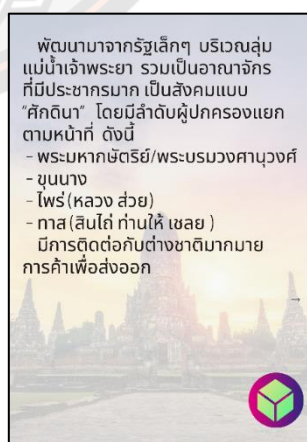 พัฒนามาจากรัฐเล็กๆ บริเวณลุ่ม
แม่น้ำเจ้าพระยา รวมเป็นอาณาจักร
ที่มีประชากรมาก เป็นสังคมแบบ
"ศักดินา" โดยมีลำดับผู้ปกครองแยก
ตามหน้าที่ ดังนี้
- พระมหากษัตริย์/พระบรมวงศานุวงศ์
- ขุนนาง
- ไพร่ (หลวง ส่วย)
- ทาส (สินไถ่ ท่านให้ เชลย )
มีการติดต่อกับต่างชาติมากมาย
การค้าเพื่อส่งออก